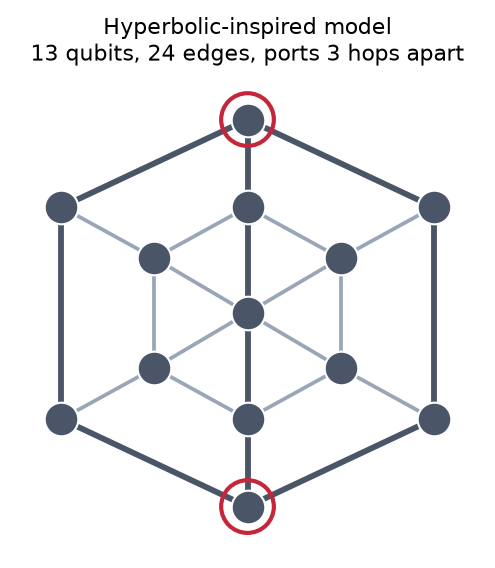 Hyperbolic-inspired model
13 qubits, 24 edges, ports 3 hops apart